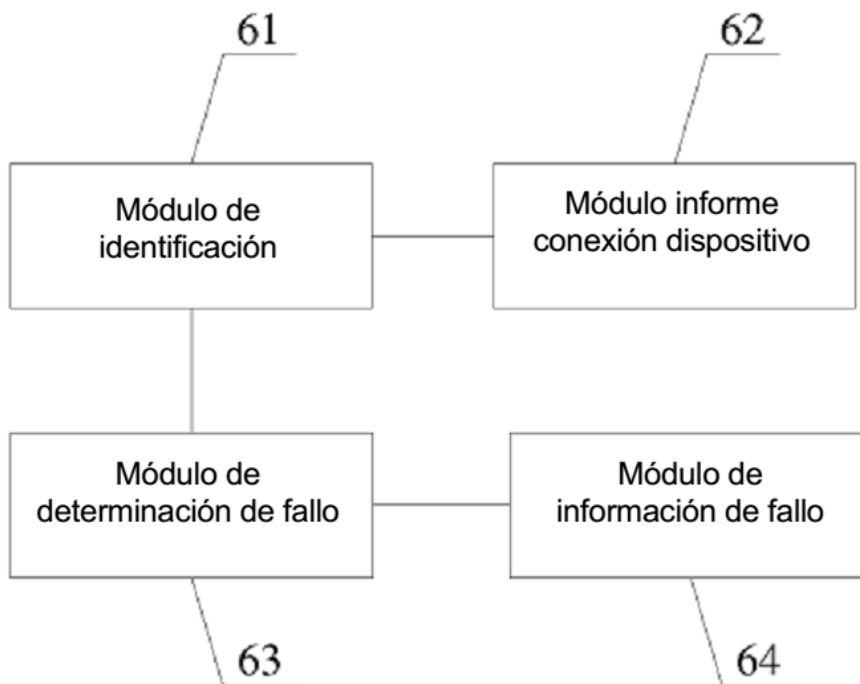 61
62
Módulo de
identificación
Módulo informe
conexión dispositivo
Módulo de
determinación de fallo
Módulo de
información de fallo
63
64